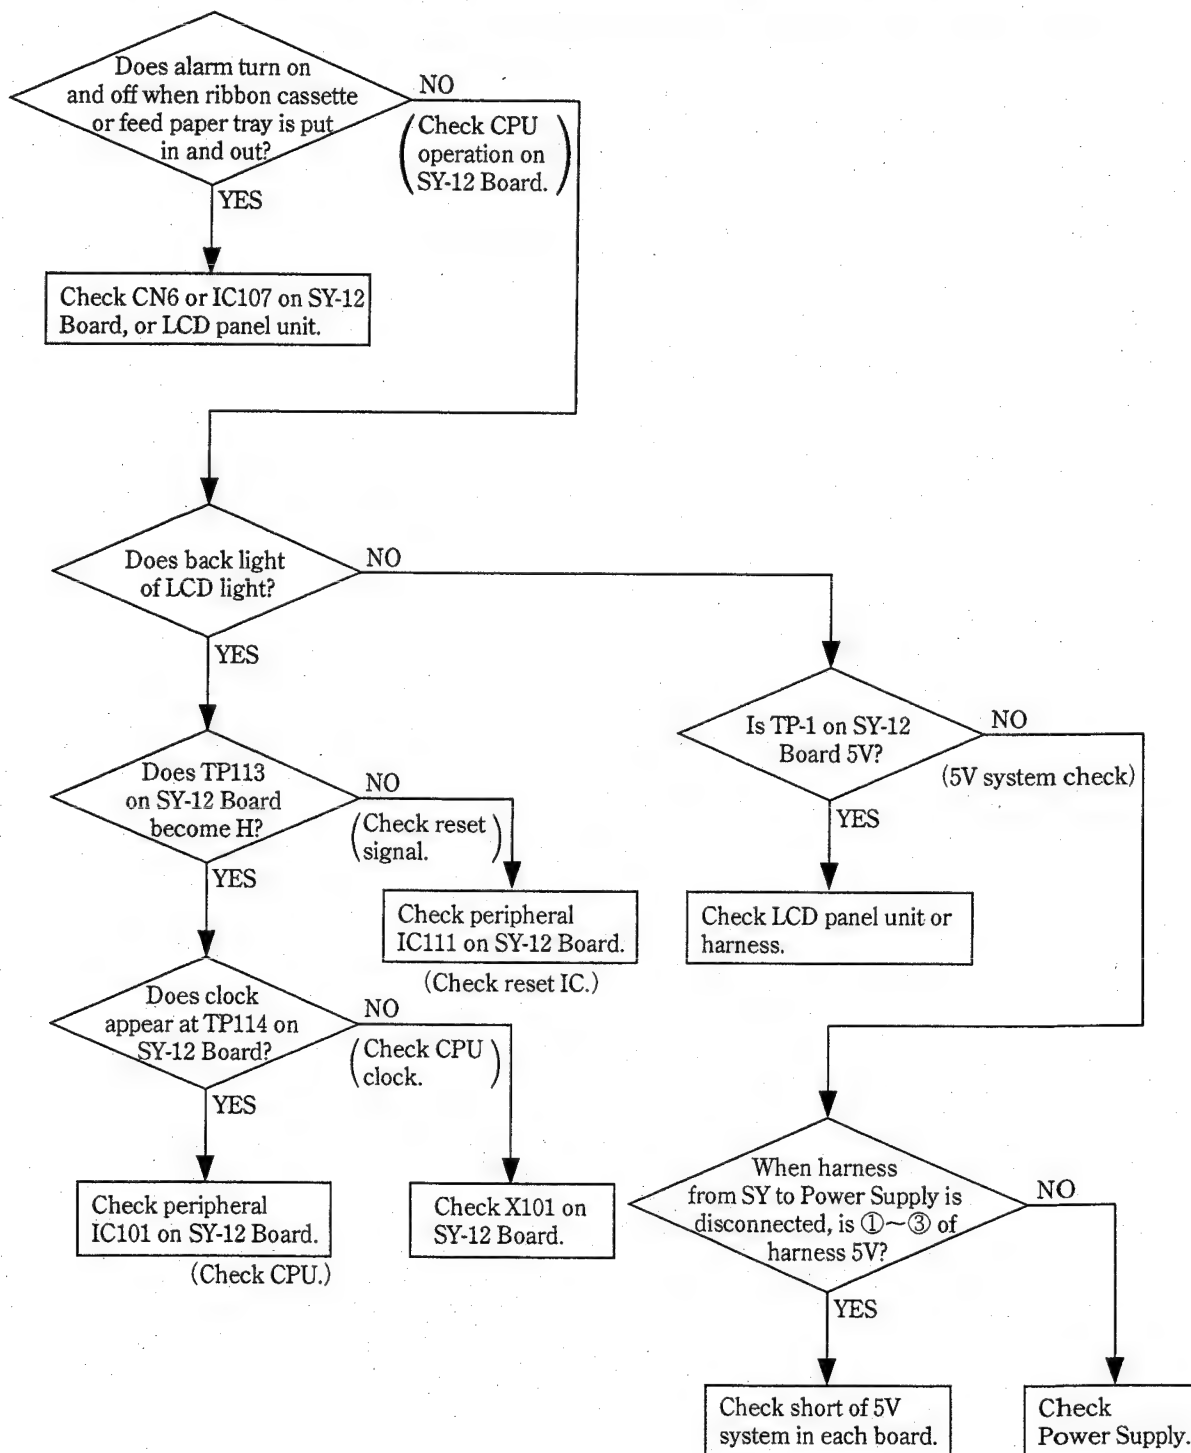 Does alarm turn on
and off when ribbon cassette
or feed paper tray is put
in and out?
NO
(Check CPU
operation on
SY-12 Board.)
YES
Check CN6 or IC107 on SY-12
Board, or LCD panel unit.
Does back light
of LCD light?
NO
YES
Is TP-1 on SY-12
Board 5V?
NO
(5V system check)
YES
Check LCD panel unit or
harness.
Does TP113
on SY-12 Board
become H?
NO
(Check reset
signal.)
YES
Check peripheral
IC111 on SY-12 Board.
(Check reset IC.)
Does clock
appear at TP114 on
SY-12 Board?
NO
(Check CPU
clock.)
YES
Check peripheral
IC101 on SY-12 Board.
(Check CPU.)
Check X101 on
SY-12 Board.
When harness
from SY to Power Supply is
disconnected, is ①~③ of
harness 5V?
NO
YES
Check short of 5V
system in each board.
Check
Power Supply.